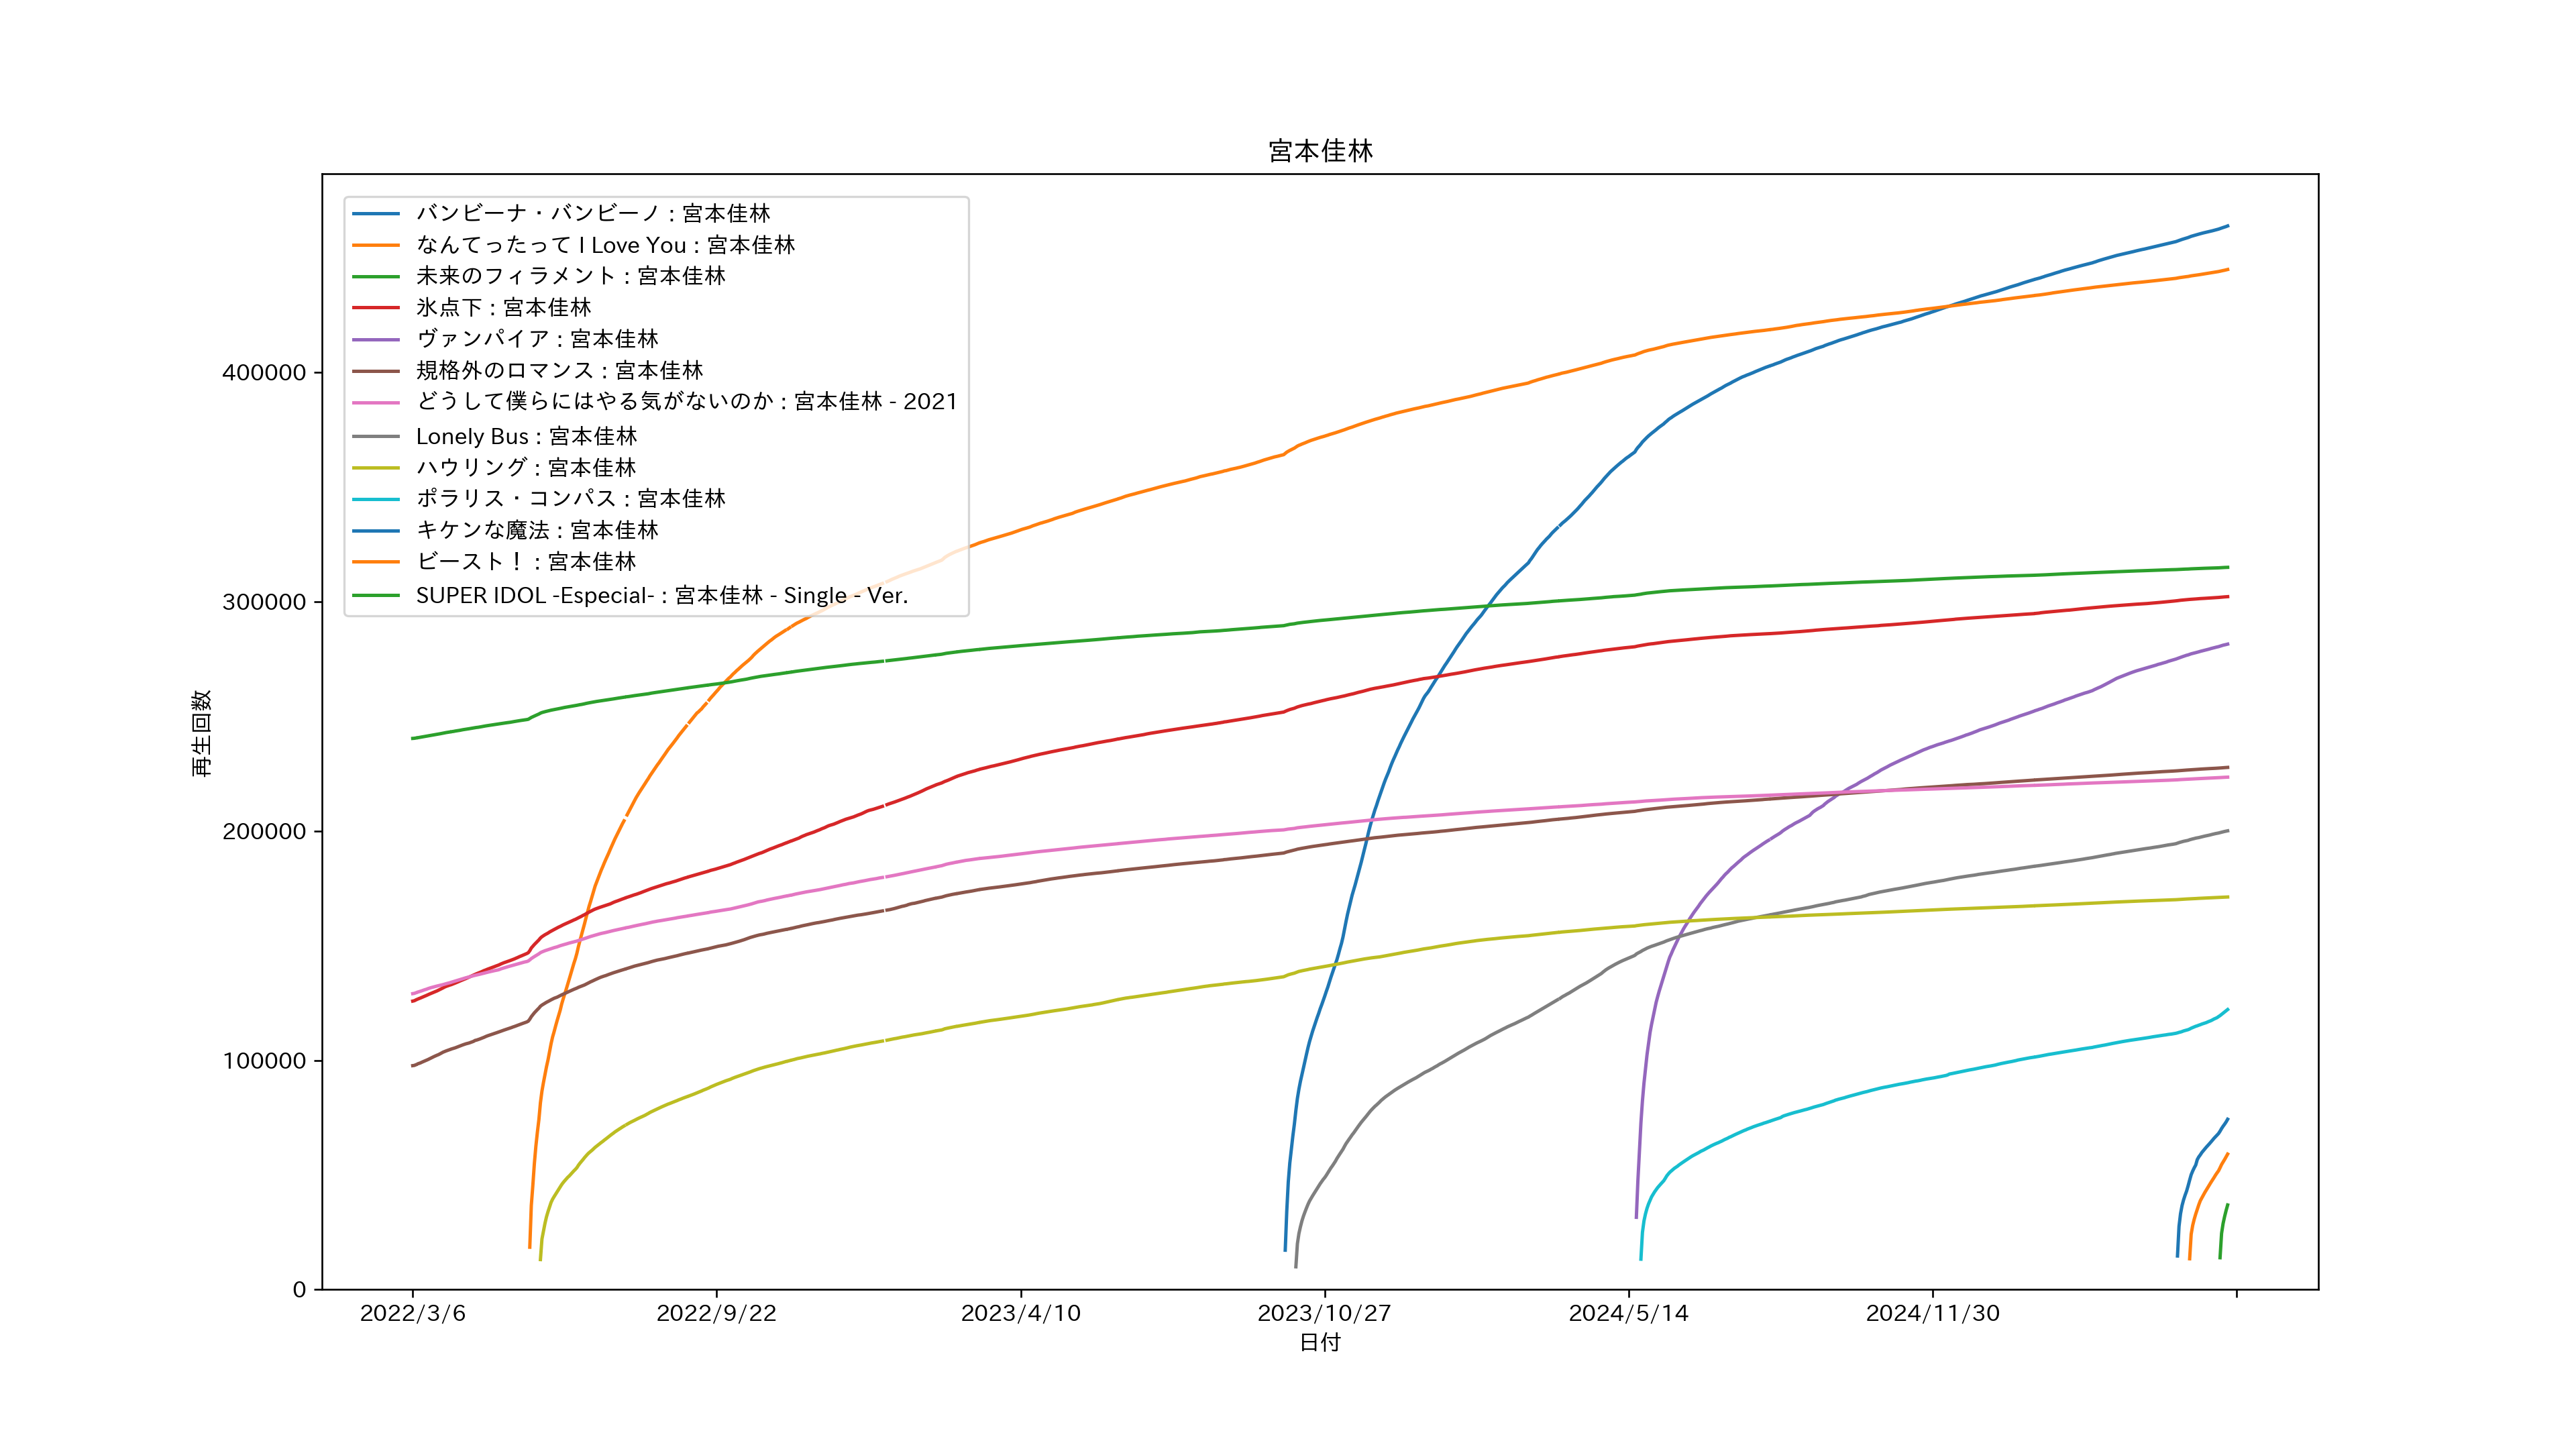 宮本佳林
バンビーナ・バンビーノ : 宮本佳林
なんてったって I Love You : 宮本佳林
未来のフィラメント : 宮本佳林
氷点下 : 宮本佳林
ヴァンパイア : 宮本佳林
規格外のロマンス : 宮本佳林
どうして僕らにはやる気がないのか : 宮本佳林 - 2021
Lonely Bus : 宮本佳林
ハウリング : 宮本佳林
ポラリス・コンパス : 宮本佳林
キケンな魔法 : 宮本佳林
ビースト！ : 宮本佳林
SUPER IDOL -Especial- : 宮本佳林 - Single - Ver.
再生回数
400000
300000
200000
100000
0
2022/3/6
2022/9/22
2023/4/10
2023/10/27
2024/5/14
2024/11/30
日付